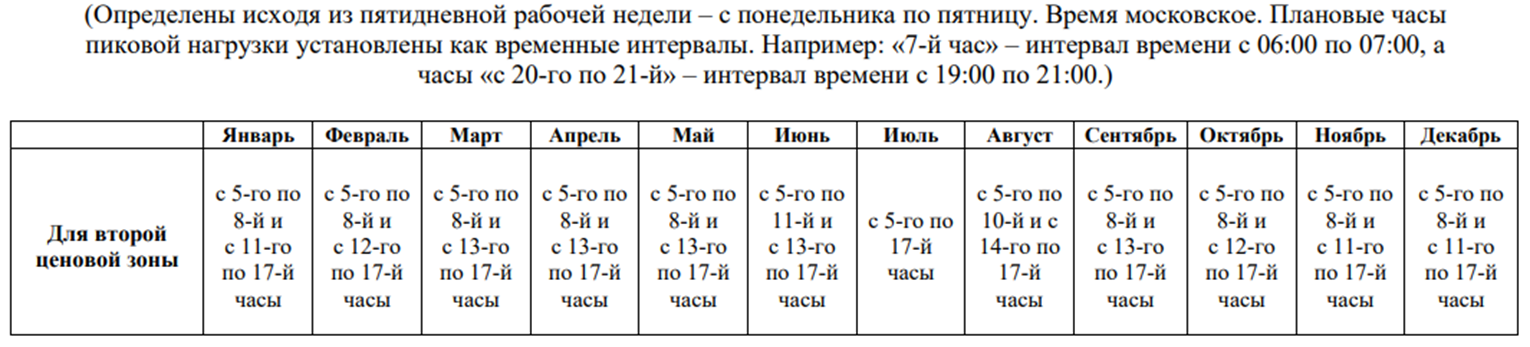 (Определены исходя из пятидневной рабочей недели – с понедельника по пятницу. Время московское. Плановые часы
пиковой нагрузки установлены как временные интервалы. Например: «7-й час» – интервал времени с 06:00 по 07:00, а
часы «с 20-го по 21-й» – интервал времени с 19:00 по 21:00.)
Январь Февраль Март Апрель Май Июнь Июль Август Сентябрь Октябрь Ноябрь Декабрь
Для второй
ценовой зоны
с 5-го по
8-й и
с 11-го
по 17-й
часы
с 5-го по
8-й и
с 12-го
по 17-й
часы
с 5-го по
8-й и
с 13-го
по 17-й
часы
с 5-го по
8-й и
с 13-го
по 17-й
часы
с 5-го по
8-й и
с 13-го
по 17-й
часы
с 5-го по
11-й и
с 13-го
по 17-й
часы
с 5-го по
17-й
часы
с 5-го по
10-й и с
14-го по
17-й
часы
с 5-го по
8-й и
с 13-го
по 17-й
часы
с 5-го по
8-й и
с 12-го
по 17-й
часы
с 5-го по
8-й и
с 11-го
по 17-й
часы
с 5-го по
8-й и
с 11-го
по 17-й
часы